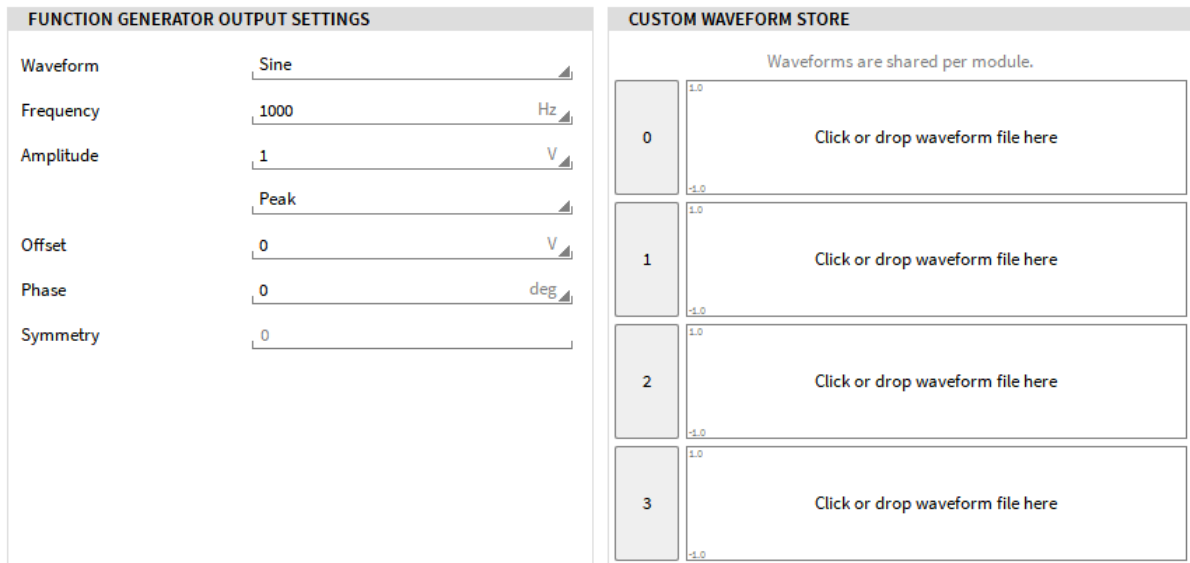 FUNCTION GENERATOR OUTPUT SETTINGS
Waveform Sine
Frequency 1000 Hz
Amplitude 1 V
Peak
Offset 0 V
Phase 0 deg
Symmetry 0
CUSTOM WAVEFORM STORE
Waveforms are shared per module.
1.0
0 Click or drop waveform file here
-1.0
1.0
1 Click or drop waveform file here
-1.0
1.0
2 Click or drop waveform file here
-1.0
1.0
3 Click or drop waveform file here
-1.0